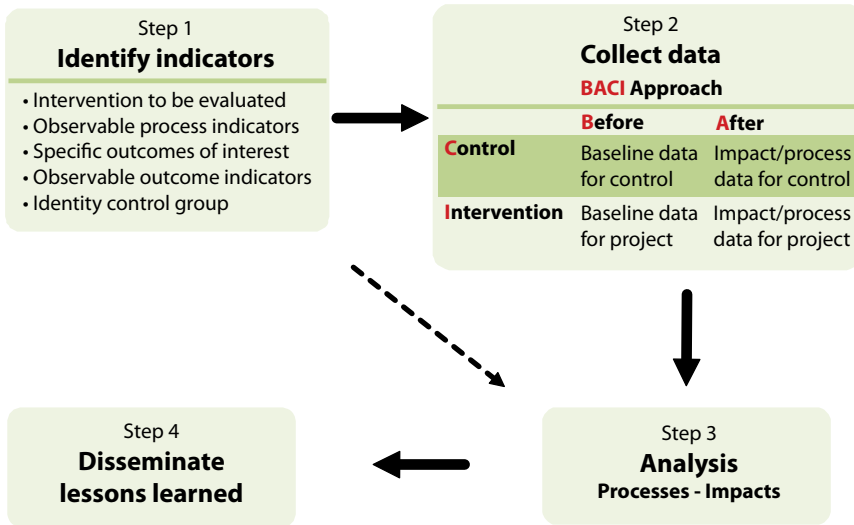 Step 1
Identify indicators
• Intervention to be evaluated
• Observable process indicators
• Specific outcomes of interest
• Observable outcome indicators
• Identity control group
Step 2
Collect data
BACI Approach
Before After
Control Baseline data Impact/process
for control data for control
Intervention Baseline data Impact/process
for project data for project
Step 3
Analysis
Processes - Impacts
Step 4
Disseminate
lessons learned